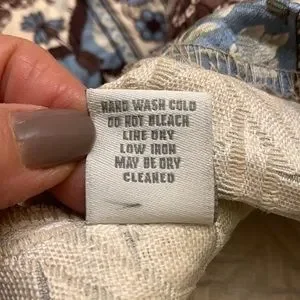 HAND WASH COLD
DO NOT BLEACH
LINE DRY
LOW IRON
MAY BE DRY
CLEANED